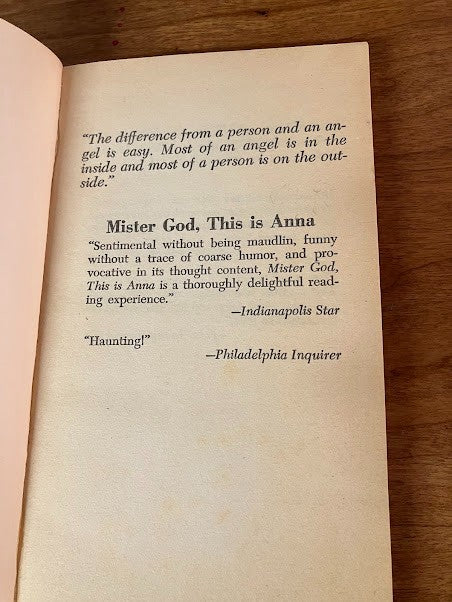 “The difference from a person and an an-
gel is easy. Most of an angel is in the
inside and most of a person is on the out-
side.”
Mister God, This is Anna
“Sentimental without being maudlin, funny
without a trace of coarse humor, and pro-
vocative in its thought content, Mister God,
This is Anna is a thoroughly delightful read-
ing experience.”
—Indianapolis Star
“Haunting!”
—Philadelphia Inquirer